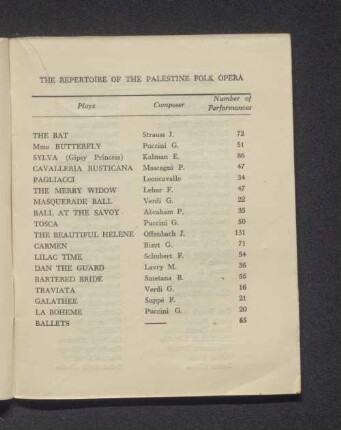 THE REPERTOIRE OF THE PALESTINE FOLK OPERA
Plays Composer Number of Performances
THE BAT Strauss J. 72
Mme BUTTERFLY Puccini G. 51
SYLVA (Gipsy Princess) Kalman E. 86
CAVALLERIA RUSTICANA Mascagni P. 47
PAGLIACCI Leoncavallo 34
THE MERRY WIDOW Lehar F. 47
MASQUERADE BALL Verdi G. 22
BALL AT THE SAVOY Abraham P. 35
TOSCA Puccini G. 50
THE BEAUTIFUL HELENE Offenbach J. 131
CARMEN Bizet G. 71
LILAC TIME Schubert F. 54
DAN THE GUARD Lavry M. 36
BARTERED BRIDE Smetana B. 56
TRAVIATA Verdi G. 16
GALATHEE Suppé F. 21
LA BOHEME Puccini G. 20
BALLETS —— 65